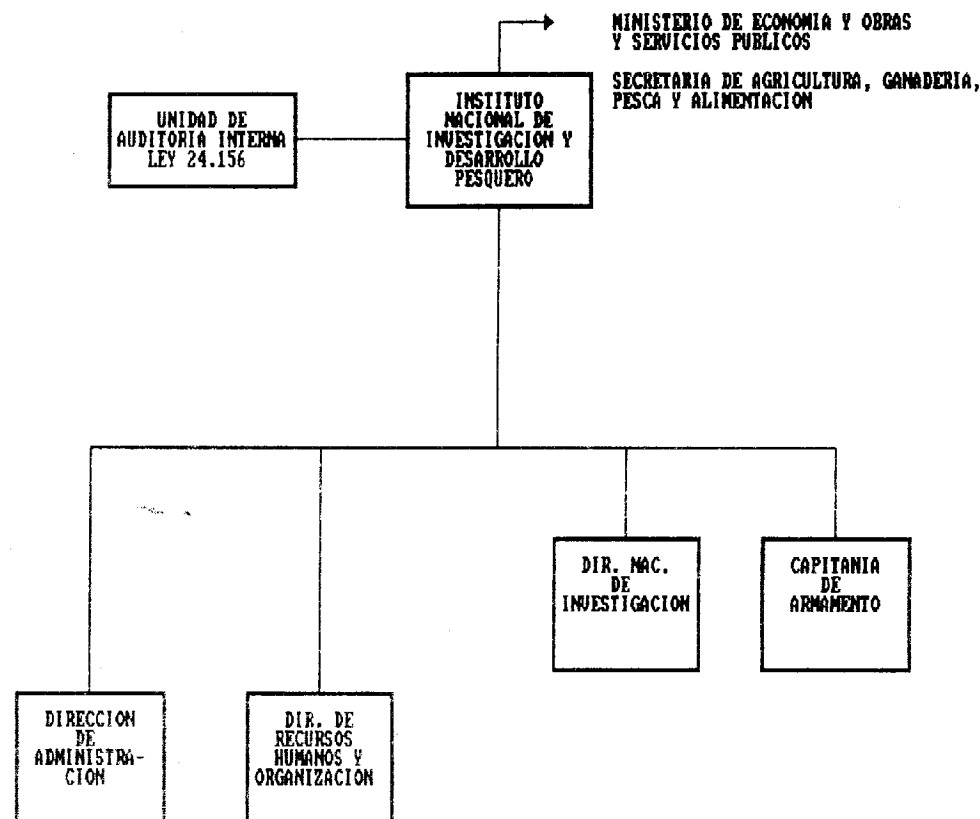 MINISTERIO DE ECONOMIA Y OBRAS
Y SERVICIOS PUBLICOS
SECRETARIA DE AGRICULTURA, GANADERIA,
PESCA Y ALIMENTACION
INSTITUTO
NACIONAL DE
INVESTIGACION Y
DESARROLLO
PESQUERO
UNIDAD DE
AUDITORIA INTERNA
LEY 24.156
DIR. NAC.
DE
INVESTIGACION
CAPITANIA
DE
ARMAMENTO
DIRECCION
DE
ADMINISTRA-
CION
DIR. DE
RECURSOS
HUMANOS Y
ORGANIZACION